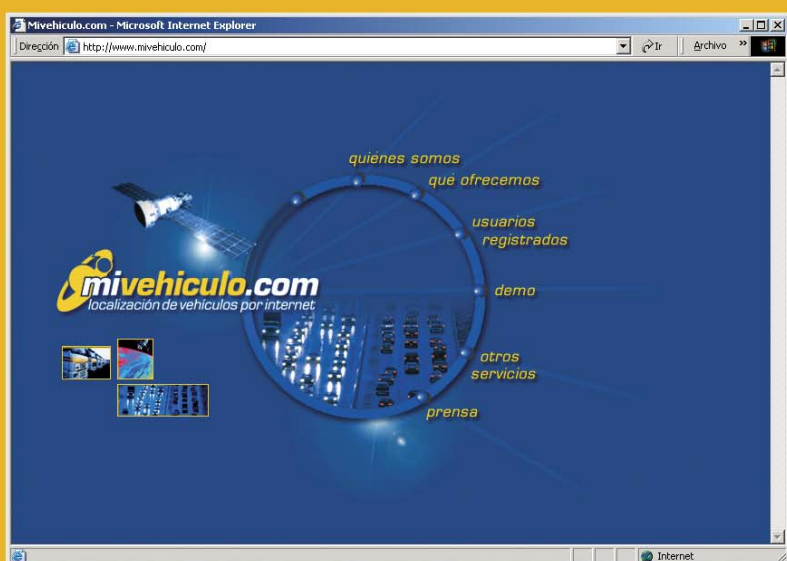 Mivehiculo.com - Microsoft Internet Explorer
Dirección http://www.mivehiculo.com/ Ir Archivo »
quiénes somos
qué ofrecemos
usuarios
registrados
mivehiculo.com
localización de vehículos por internet
demo
otros
servicios
prensa
Internet